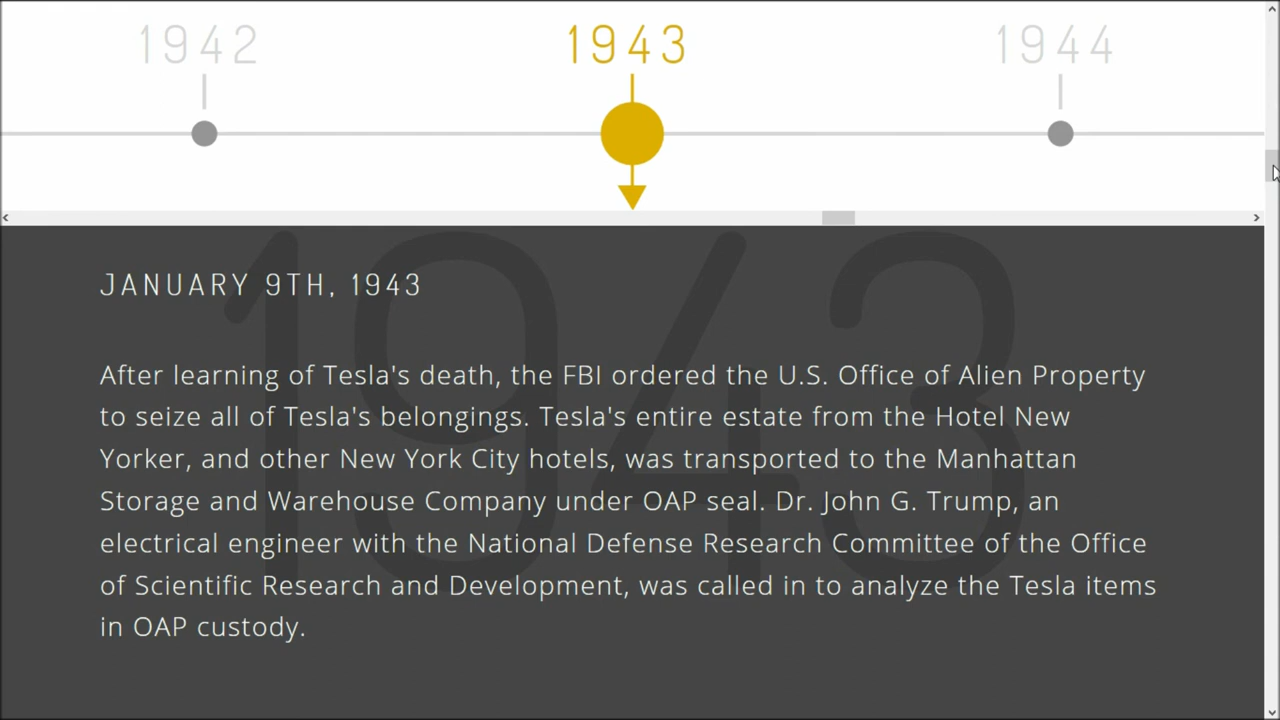 1942 1943 1944
1943
JANUARY 9TH, 1943
After learning of Tesla's death, the FBI ordered the U.S. Office of Alien Property
to seize all of Tesla's belongings. Tesla's entire estate from the Hotel New
Yorker, and other New York City hotels, was transported to the Manhattan
Storage and Warehouse Company under OAP seal. Dr. John G. Trump, an
electrical engineer with the National Defense Research Committee of the Office
of Scientific Research and Development, was called in to analyze the Tesla items
in OAP custody.